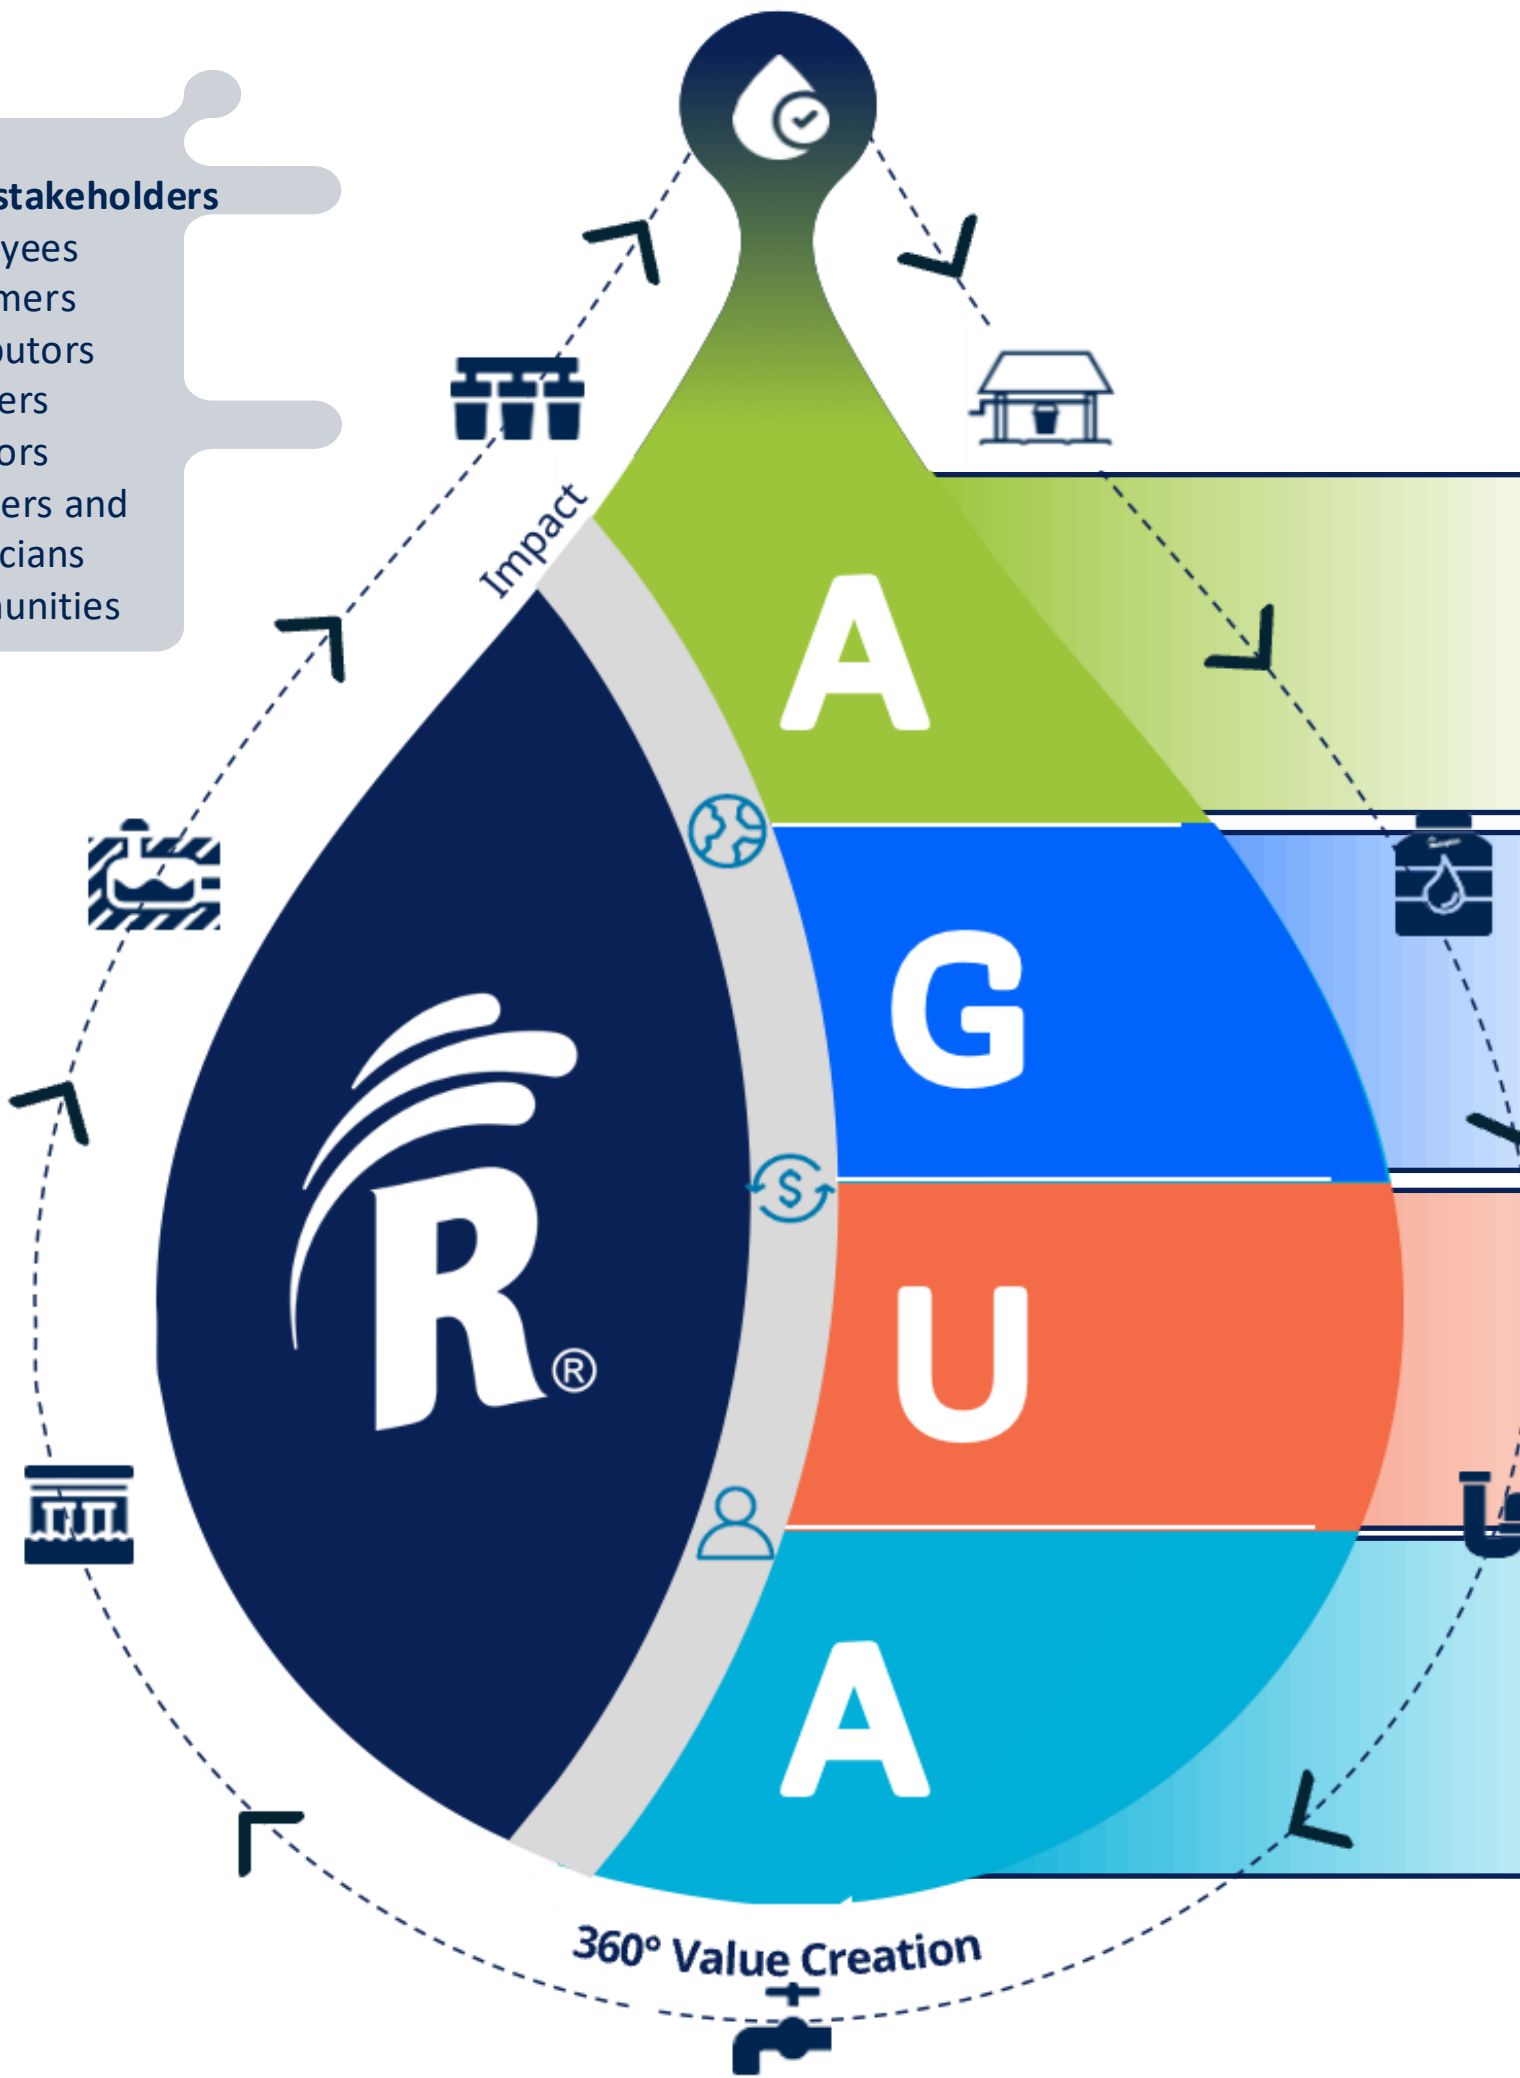 stakeholders
yees
mers
butors
ers
ors
ers and
cians
unities
Impact
A
G
U
A
R®
$
360° Value Creation